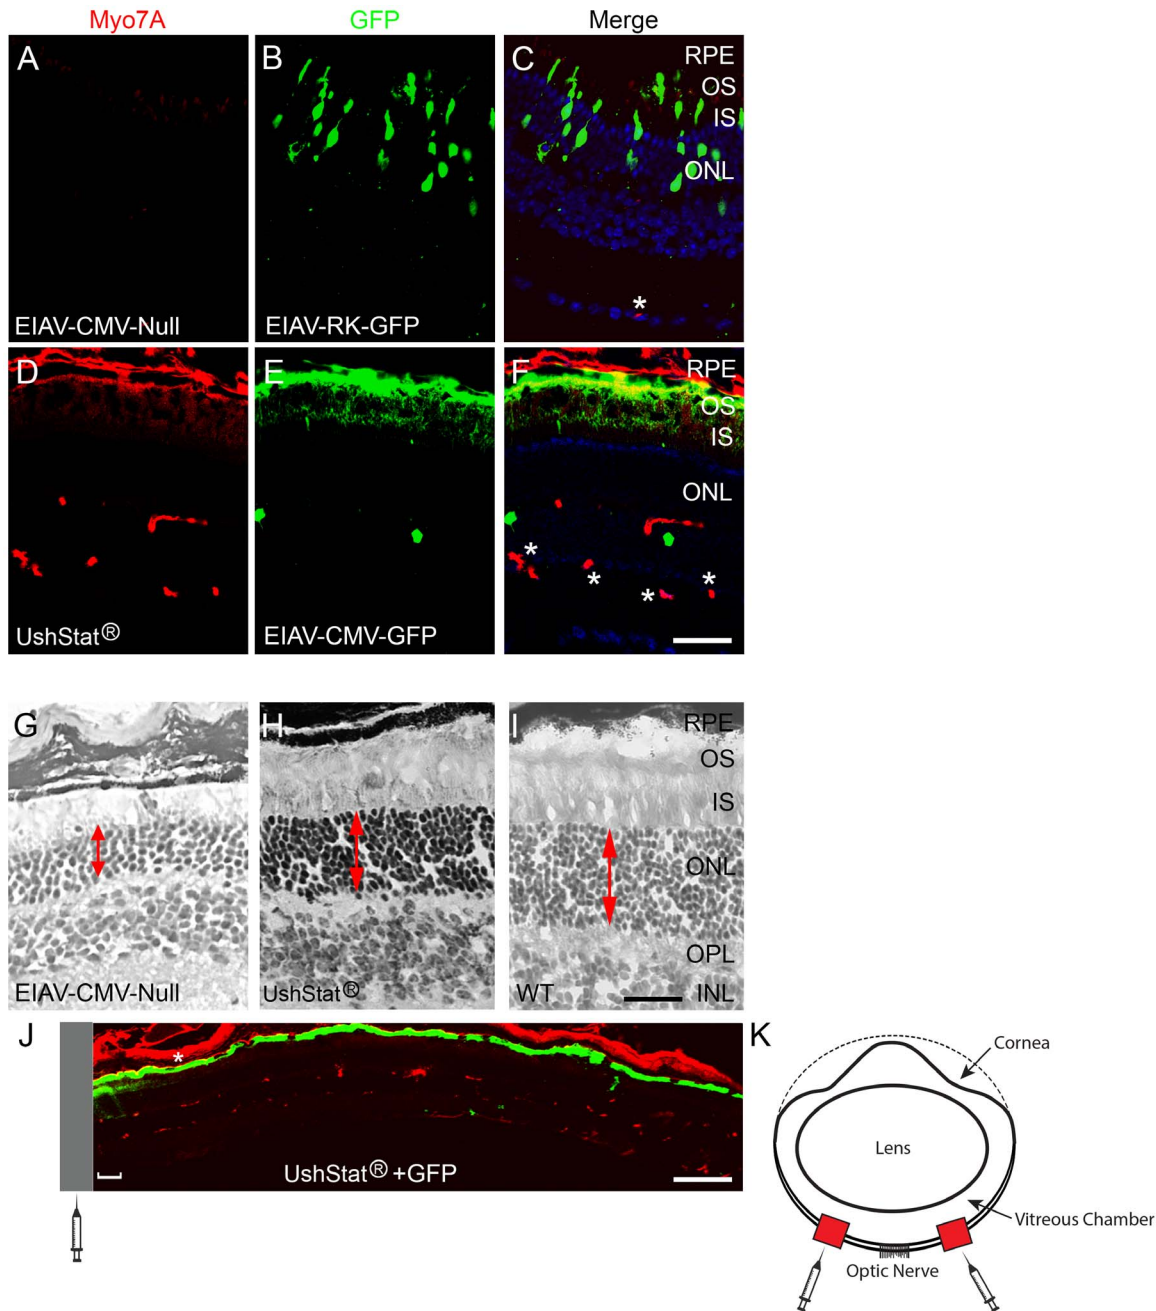 Myo7A GFP Merge
A B C RPE
OS
IS
ONL
*
EIAV-CMV-Null EIAV-RK-GFP
D E F RPE
OS
IS
ONL
* * * *
UshStat® EIAV-CMV-GFP
G H I RPE
OS
IS
ONL
OPL
EIAV-CMV-Null UshStat® WT INL
J K
*
UshStat® +GFP
Cornea
Lens
Vitreous Chamber
Optic Nerve